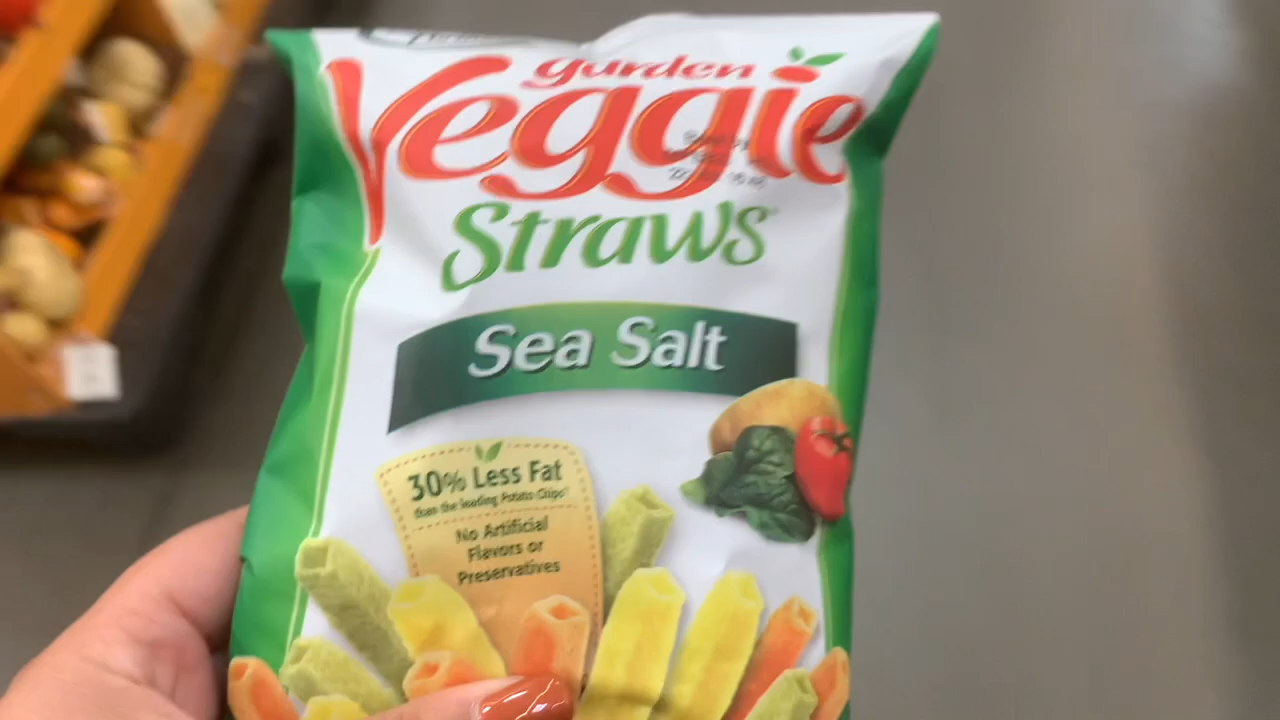 garden
Veggie
Straws
Sea Salt
30% Less Fat
than the leading Potato Chips*
No Artificial
Flavors or
Preservatives